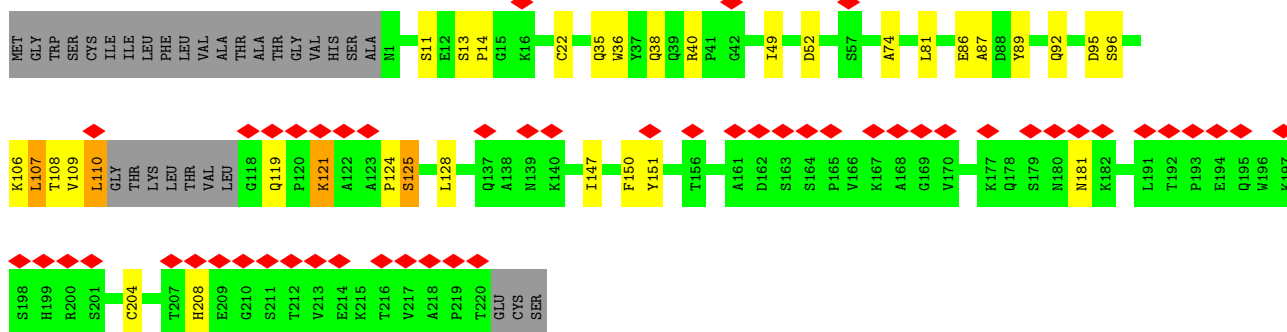 MET GLY TRP SER CYS ILE ILE LEU PHE LEU VAL ALA THR ALA THR GLY VAL HIS SER ALA N1 S11 E12 S13 P14 G15 K16 C22 Q35 W36 Y37 Q38 Q39 R40 P41 G42 I49 D52 S57 A74 L81 E86 A87 D88 Y89 Q92 D95 S96
K106 L107 T108 V109 L110 GLY THR LYS LEU THR VAL LEU G118 Q119 P120 K121 A122 A123 P124 S125 L128 Q137 A138 N139 K140 I147 F150 Y151 T156 A161 D162 S163 S164 P165 V166 K167 A168 G169 V170 K177 Q178 S179 N180 N181 K182 L191 T192 P193 E194 Q195 W196 K197
S198 H199 R200 S201 C204 T207 H208 E209 G210 S211 T212 V213 E214 K215 T216 V217 A218 P219 T220 GLU CYS SER